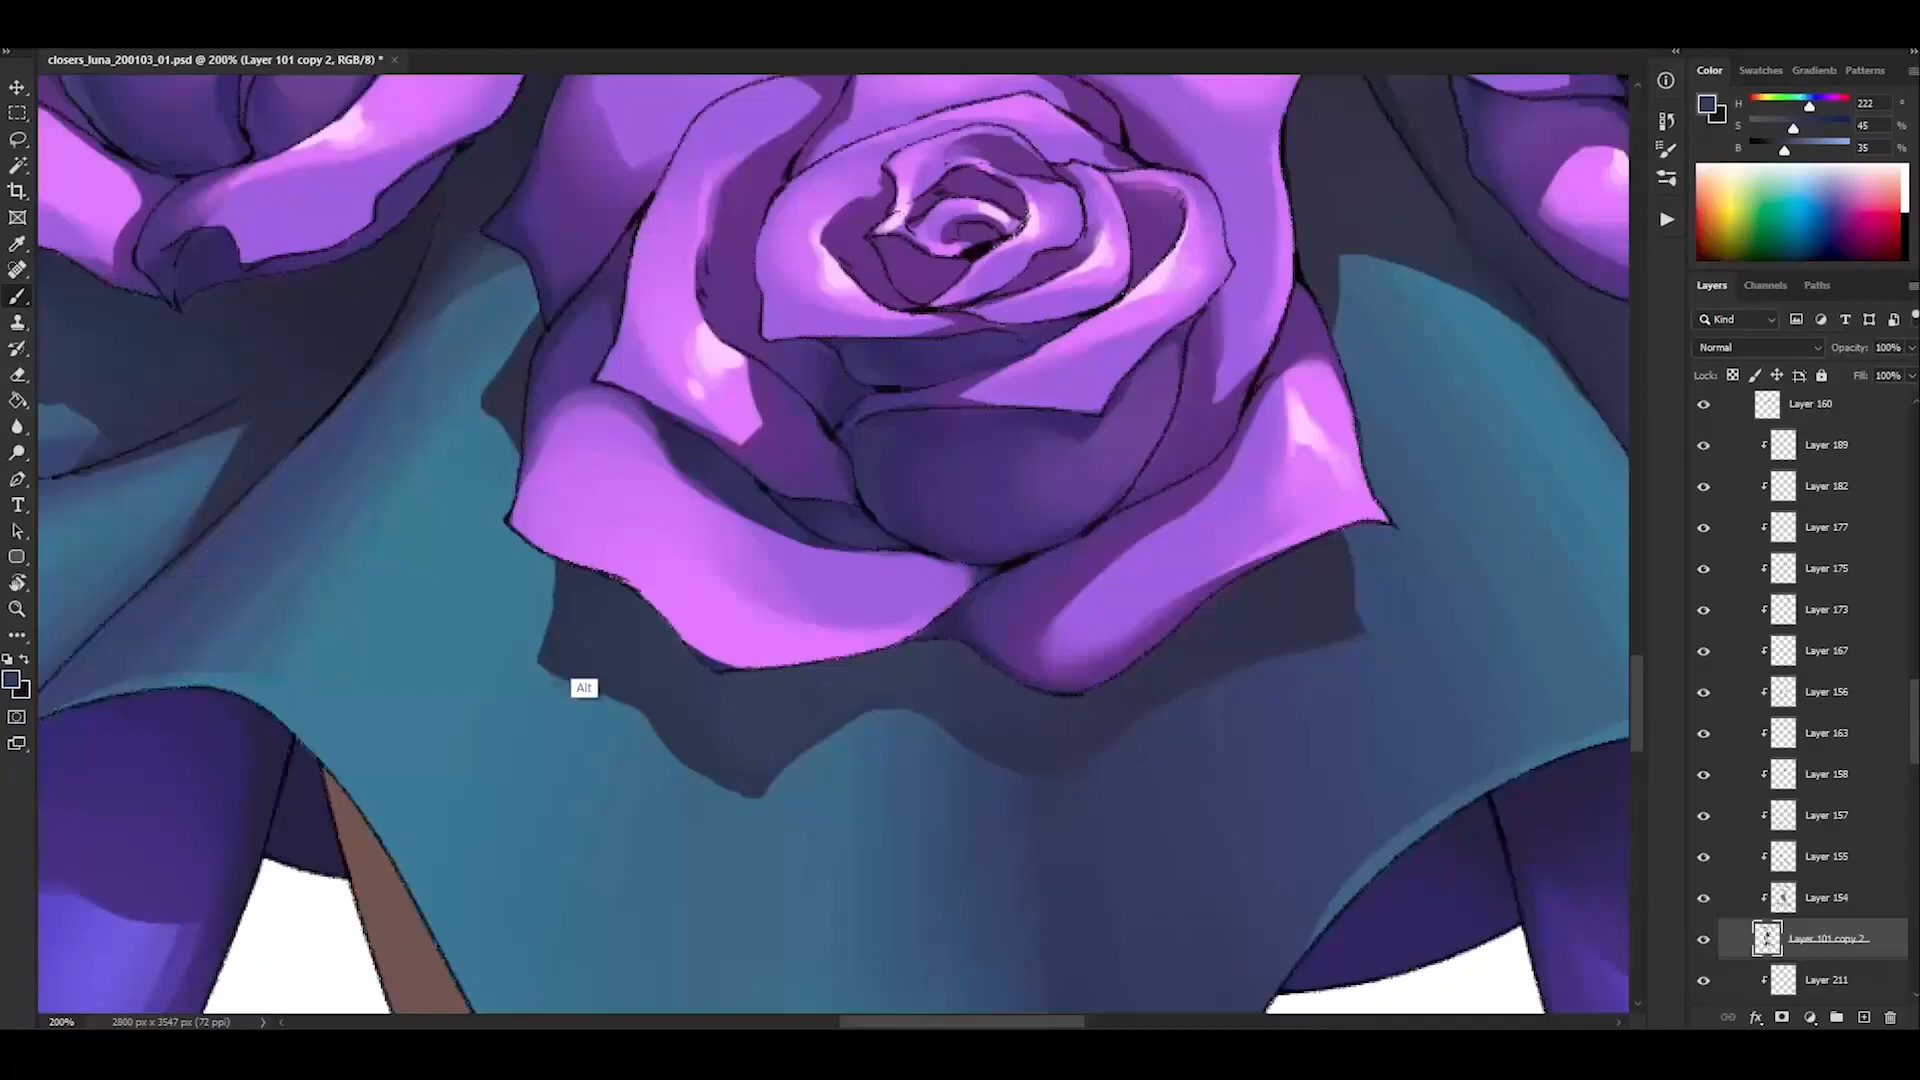 closers_luna_200103_01.psd @ 200% (Layer 101 copy 2, RGB/8) *
Color Swatches Gradients Patterns
H 222 °
S 45 %
B 35 %
Layers Channels Paths
Kind
Normal Opacity: 100%
Lock: Fill: 100%
Layer 160
Layer 189
Layer 182
Layer 177
Layer 175
Layer 173
Layer 167
Layer 156
Layer 163
Layer 158
Layer 157
Layer 155
Layer 154
Layer 101 copy 2
Layer 211
Alt
200% 2800 px x 3547 px (72 ppi)